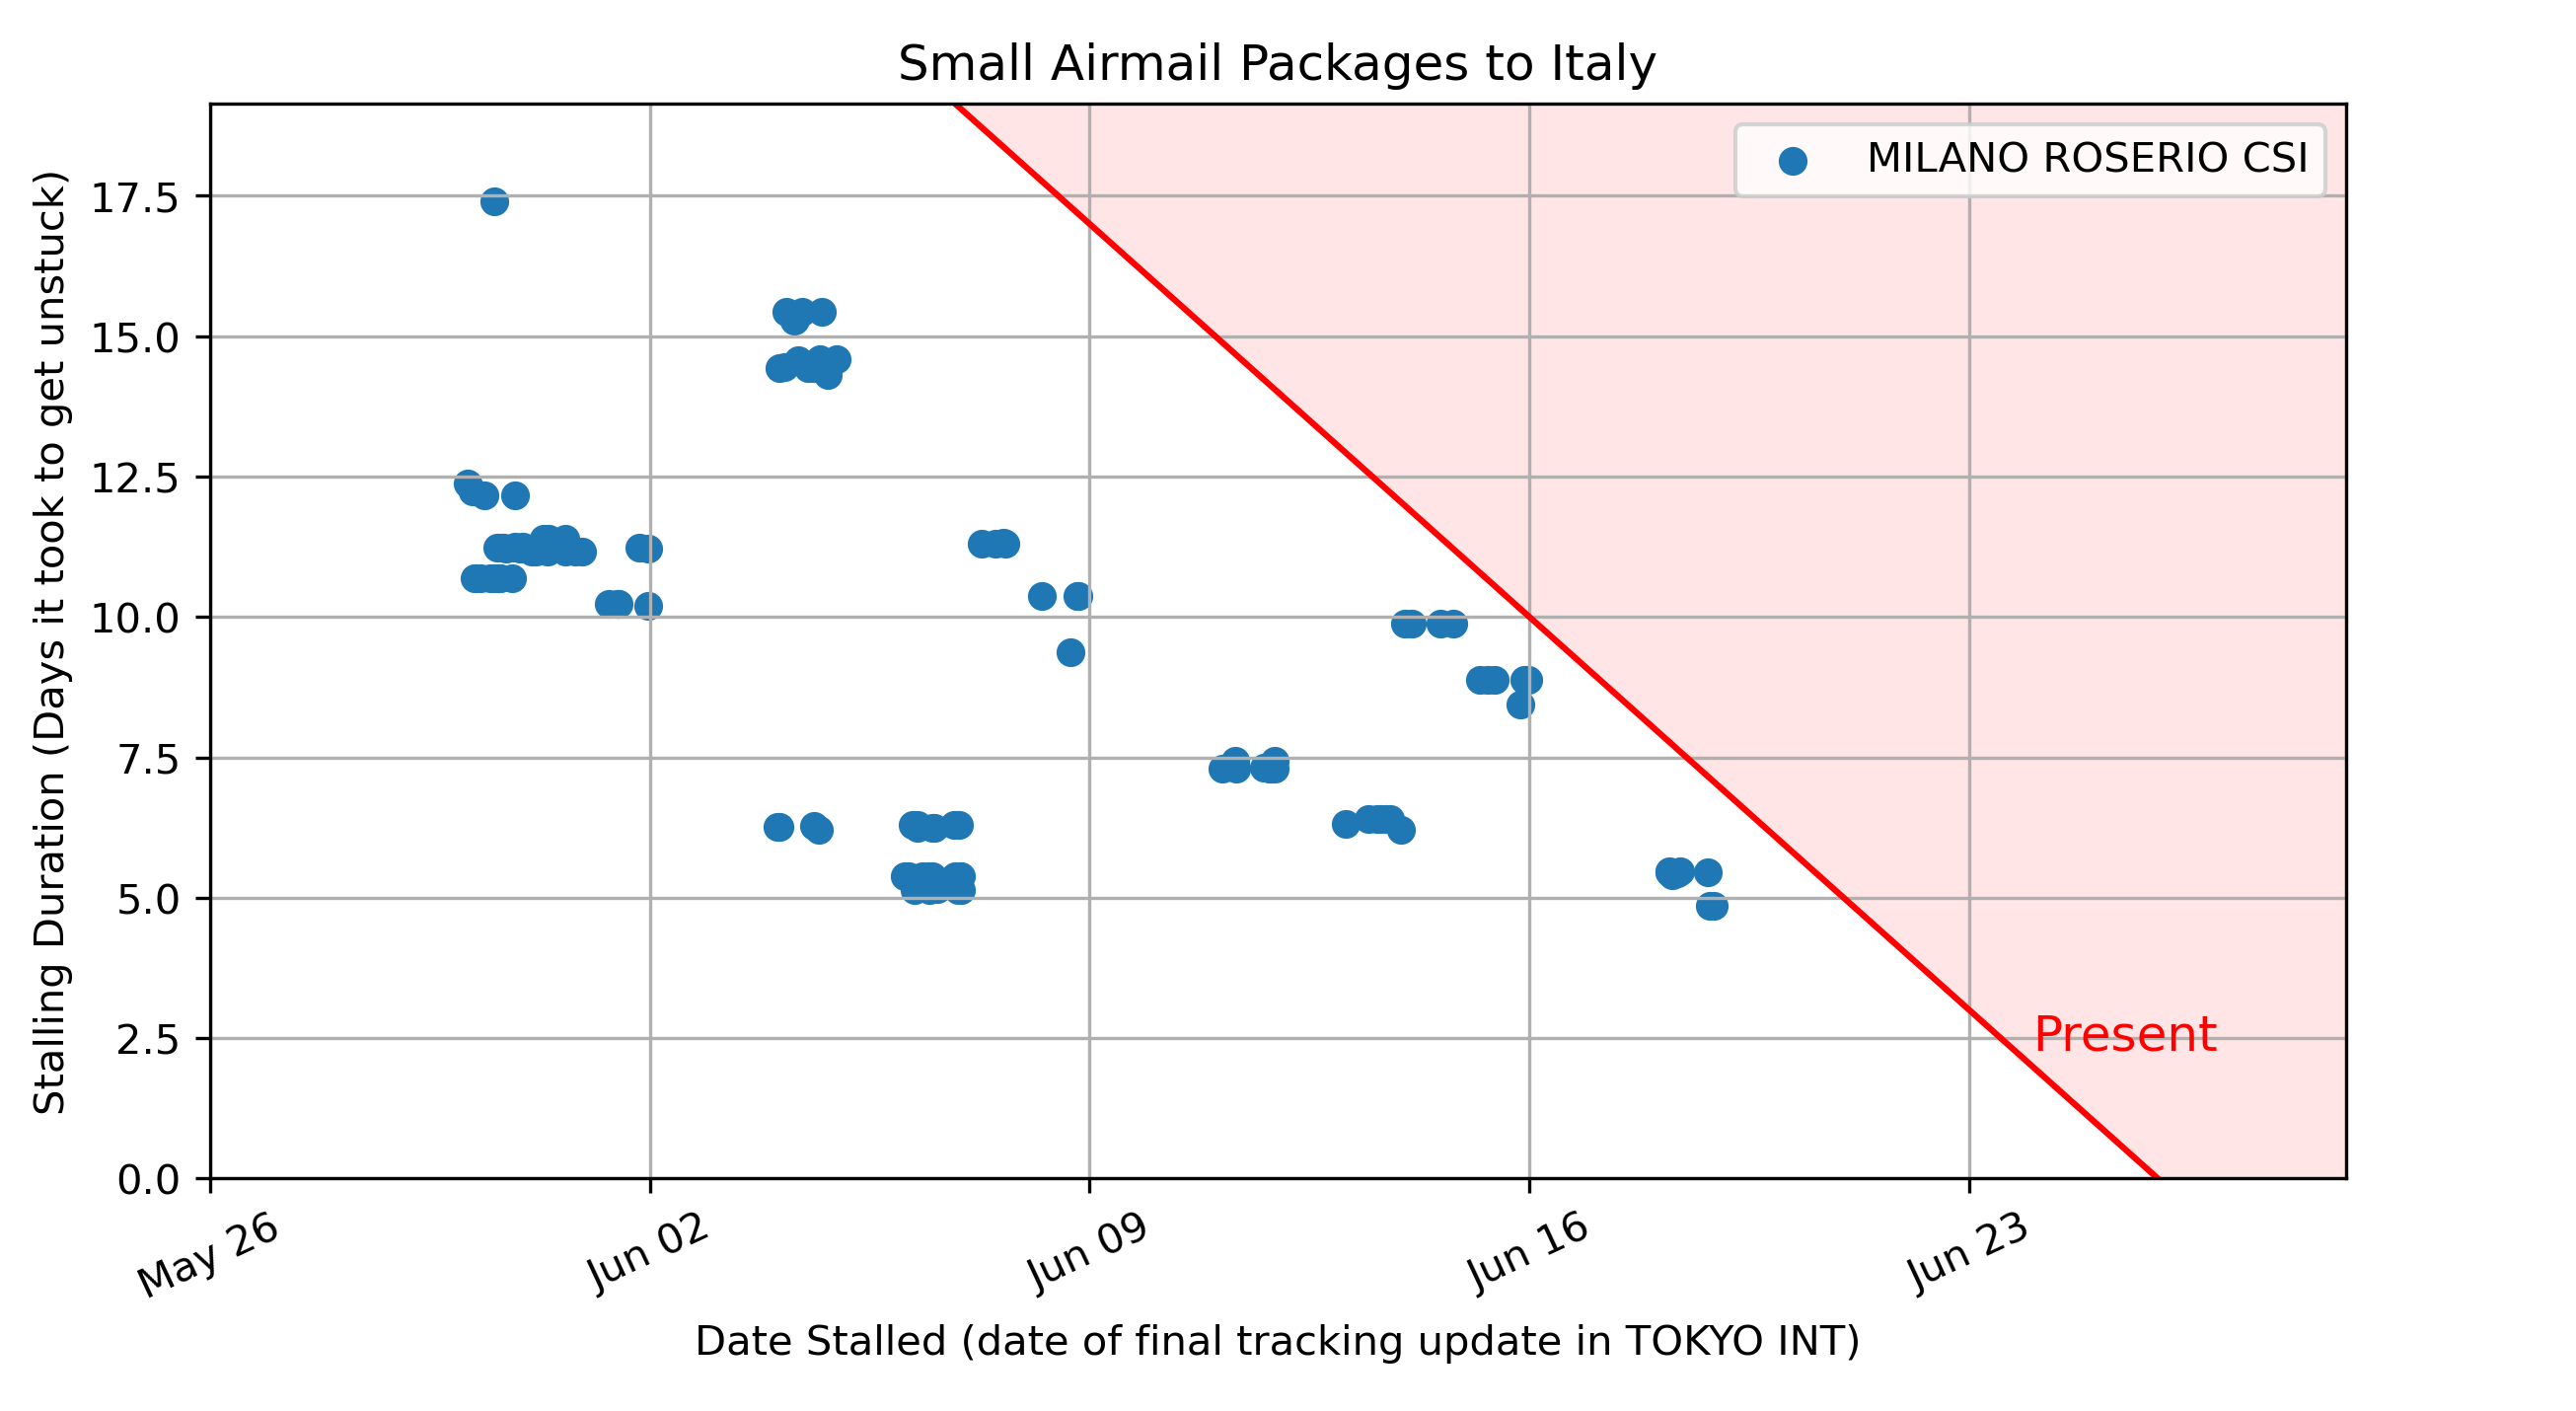 Small Airmail Packages to Italy
MILANO ROSERIO CSI
Stalling Duration (Days it took to get unstuck)
17.5
15.0
12.5
10.0
7.5
5.0
2.5
0.0
Present
May 26
Jun 02
Jun 09
Jun 16
Jun 23
Date Stalled (date of final tracking update in TOKYO INT)